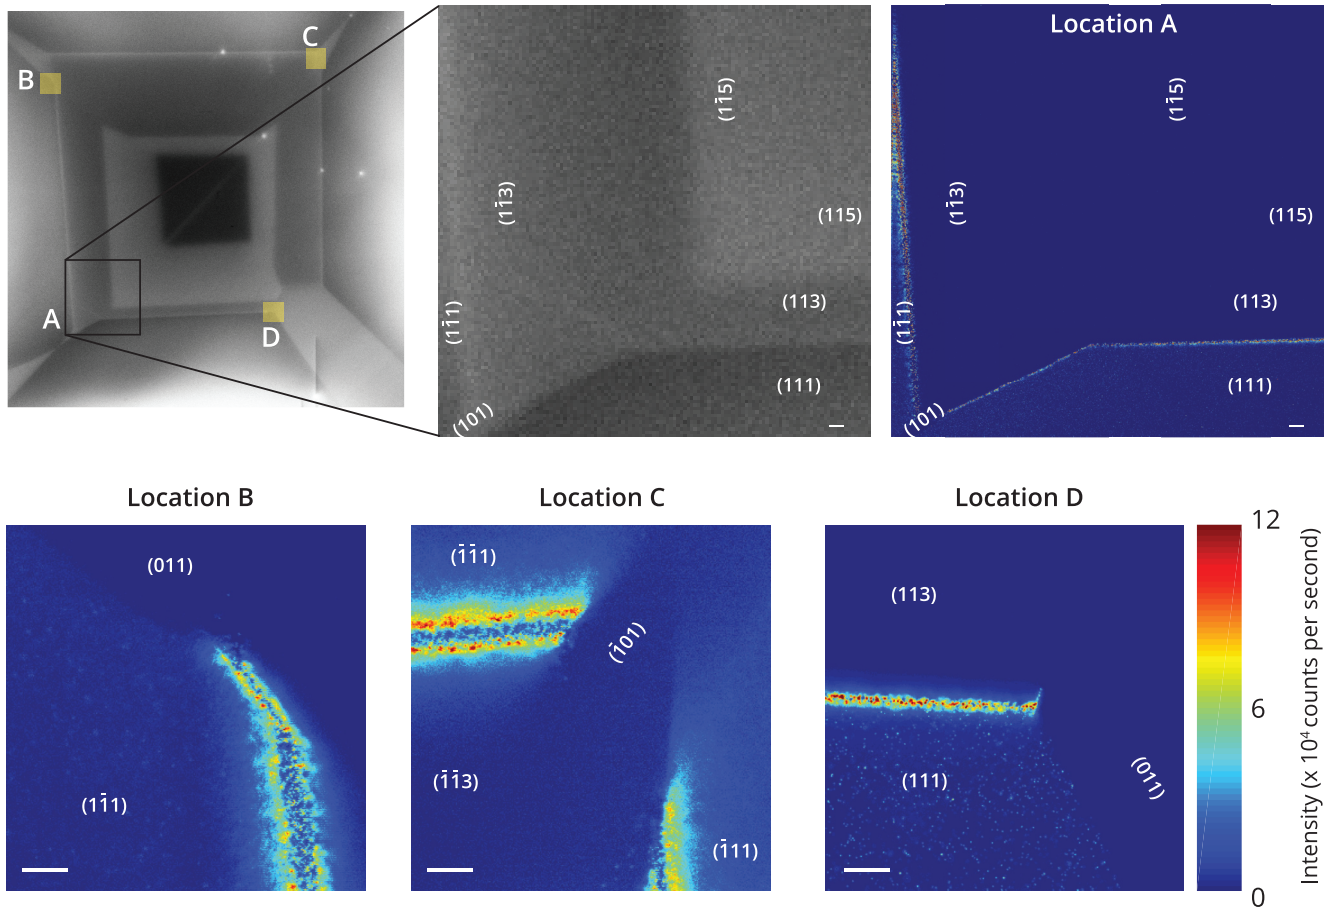 C
B
A
D
(11̄5)
(11̄3)
(115)
(113)
(11̄1)
(111)
(101)
Location A
(11̄5)
(11̄3)
(115)
(113)
(11̄1)
(111)
(101)
Location B
(011)
(11̄1)
Location C
(1̄1̄1)
(1̄01)
(1̄1̄3)
(1̄11)
Location D
(113)
(111)
(011)
12
6
0
Intensity (x 10⁴ counts per second)